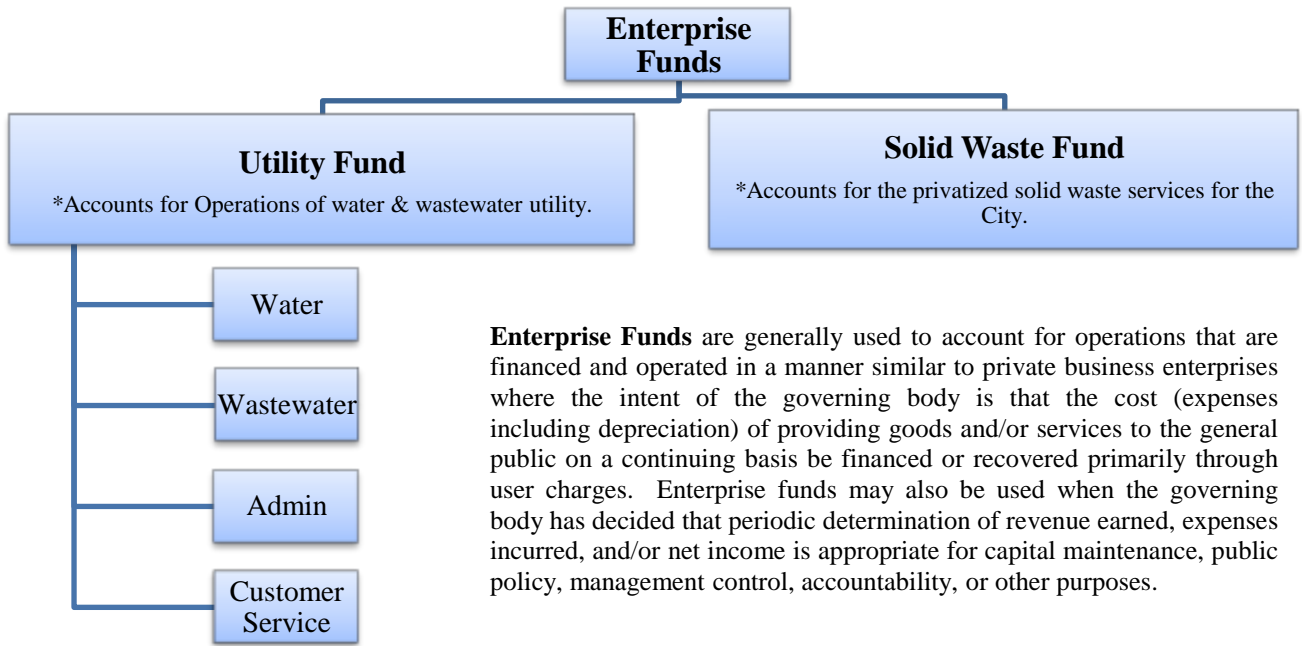 Enterprise
Funds
Utility Fund
*Accounts for Operations of water & wastewater utility.
Solid Waste Fund
*Accounts for the privatized solid waste services for the
City.
Water
Wastewater
Admin
Customer
Service
Enterprise Funds are generally used to account for operations that are
financed and operated in a manner similar to private business enterprises
where the intent of the governing body is that the cost (expenses
including depreciation) of providing goods and/or services to the general
public on a continuing basis be financed or recovered primarily through
user charges. Enterprise funds may also be used when the governing
body has decided that periodic determination of revenue earned, expenses
incurred, and/or net income is appropriate for capital maintenance, public
policy, management control, accountability, or other purposes.